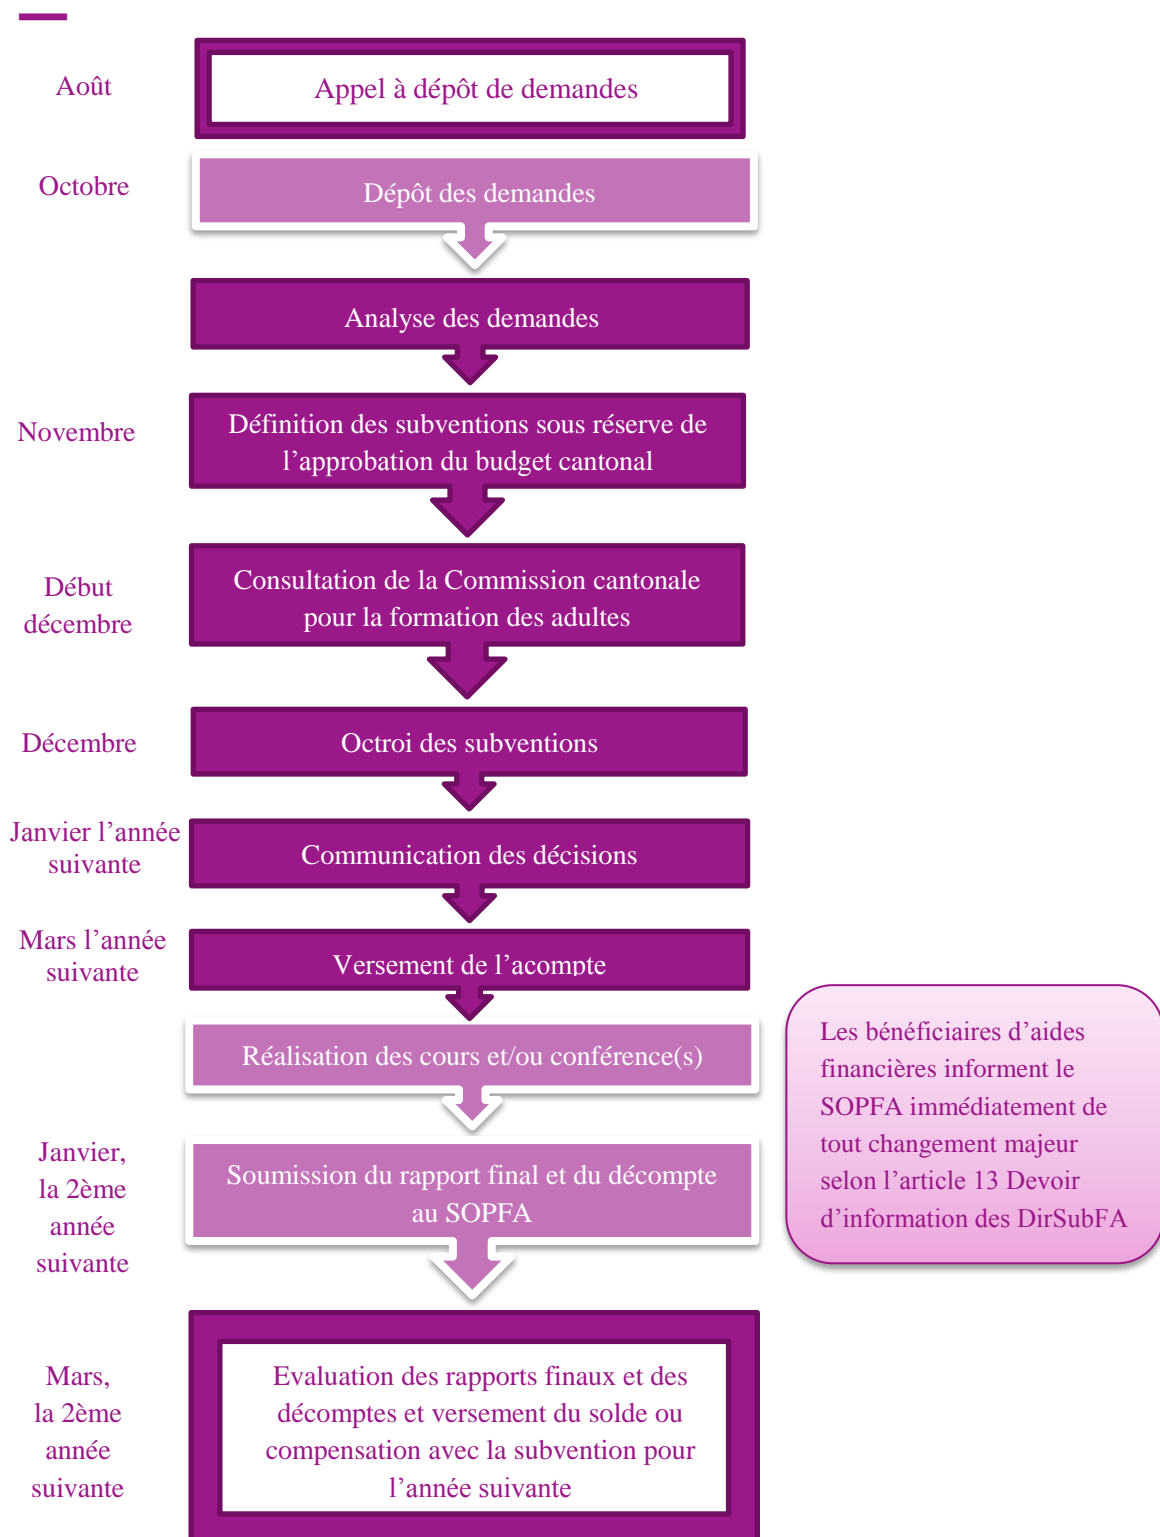 Août
Appel à dépôt de demandes
Octobre
Dépôt des demandes
Analyse des demandes
Novembre
Définition des subventions sous réserve de
l’approbation du budget cantonal
Début
décembre
Consultation de la Commission cantonale
pour la formation des adultes
Décembre
Octroi des subventions
Janvier l’année
suivante
Communication des décisions
Mars l’année
suivante
Versement de l’acompte
Réalisation des cours et/ou conférence(s)
Les bénéficiaires d’aides
financières informent le
SOPFA immédiatement de
tout changement majeur
selon l’article 13 Devoir
d’information des DirSubFA
Janvier,
la 2ème
année
suivante
Soumission du rapport final et du décompte
au SOPFA
Mars,
la 2ème
année
suivante
Evaluation des rapports finaux et des
décomptes et versement du solde ou
compensation avec la subvention pour
l’année suivante